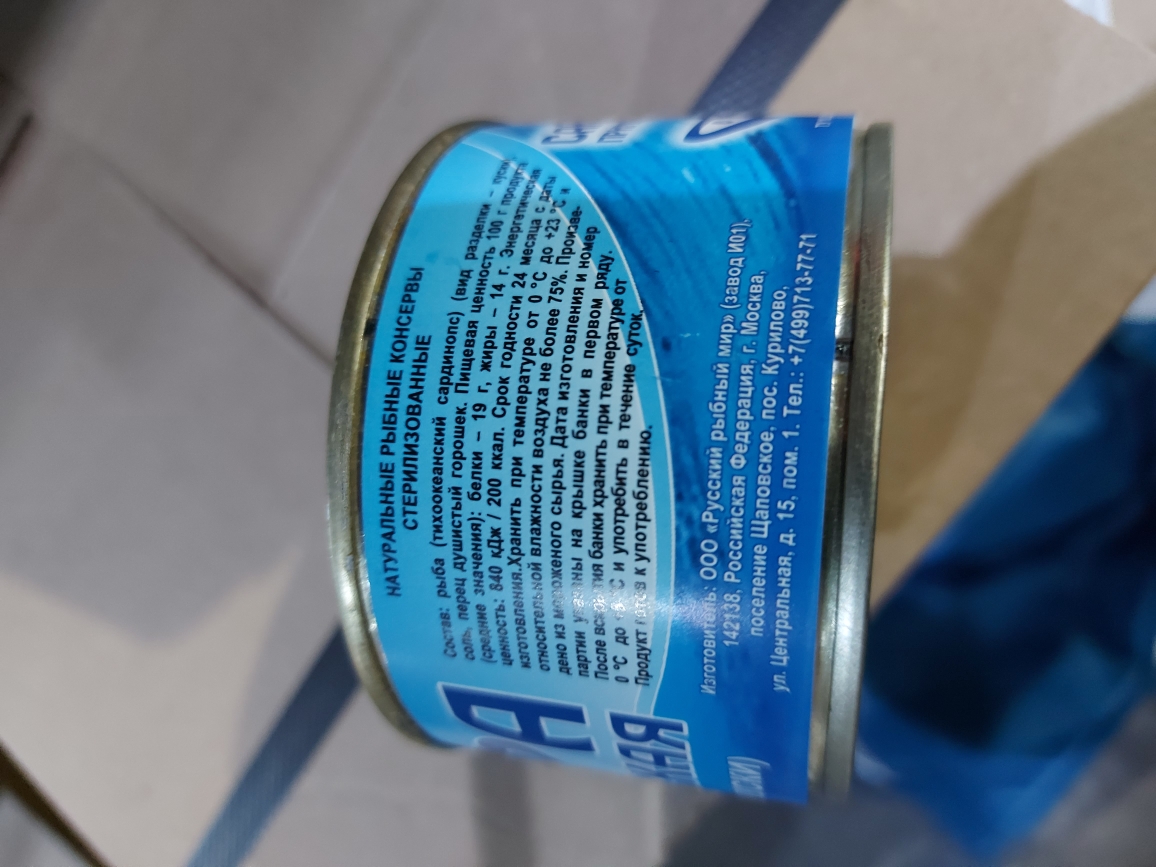 НАТУРАЛЬНЫЕ РЫБНЫЕ КОНСЕРВЫ
СТЕРИЛИЗОВАННЫЕ
Состав: рыба (тихоокеанский сардинопс) (вид разделки –
соль, перец душистый горошек. Пищевая ценность 100 г продукта
(средние значения): белки – 19 г, жиры – 14 г. Энергетическая
ценность: 840 кДж / 200 ккал. Срок годности 24 месяца с даты
изготовления.Хранить при температуре от 0 °С до +23 °С и
относительной влажности воздуха не более 75%. Произве-
дено из мороженого сырья. Дата изготовления и номер
партии указаны на крышке банки в первом ряду.
После вскрытия банки хранить при температуре от
0 °С до С и употребить в течение суток.
Продукт готов к употреблению.
Изготовитель: ООО «Русский рыбный мир» (завод И01).
142138, Российская Федерация, г. Москва,
поселение Щаповское, пос. Курилово,
ул. Центральная, д. 15, пом. 1. Тел.: +7(499)713-77-71